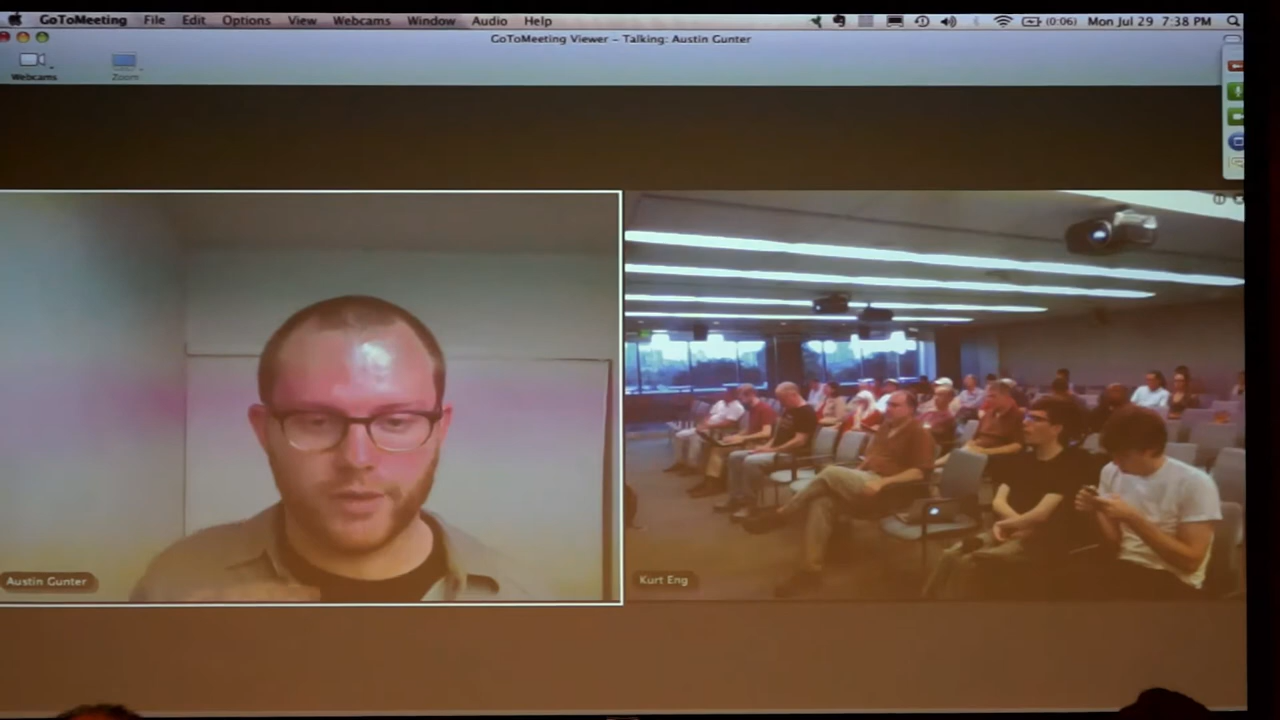 GoToMeeting File Edit Options View Webcams Window Audio Help (0:06) Mon Jul 29 7:38 PM
GoToMeeting Viewer - Talking: Austin Gunter
Webcams Zoom
Austin Gunter
Kurt Eng